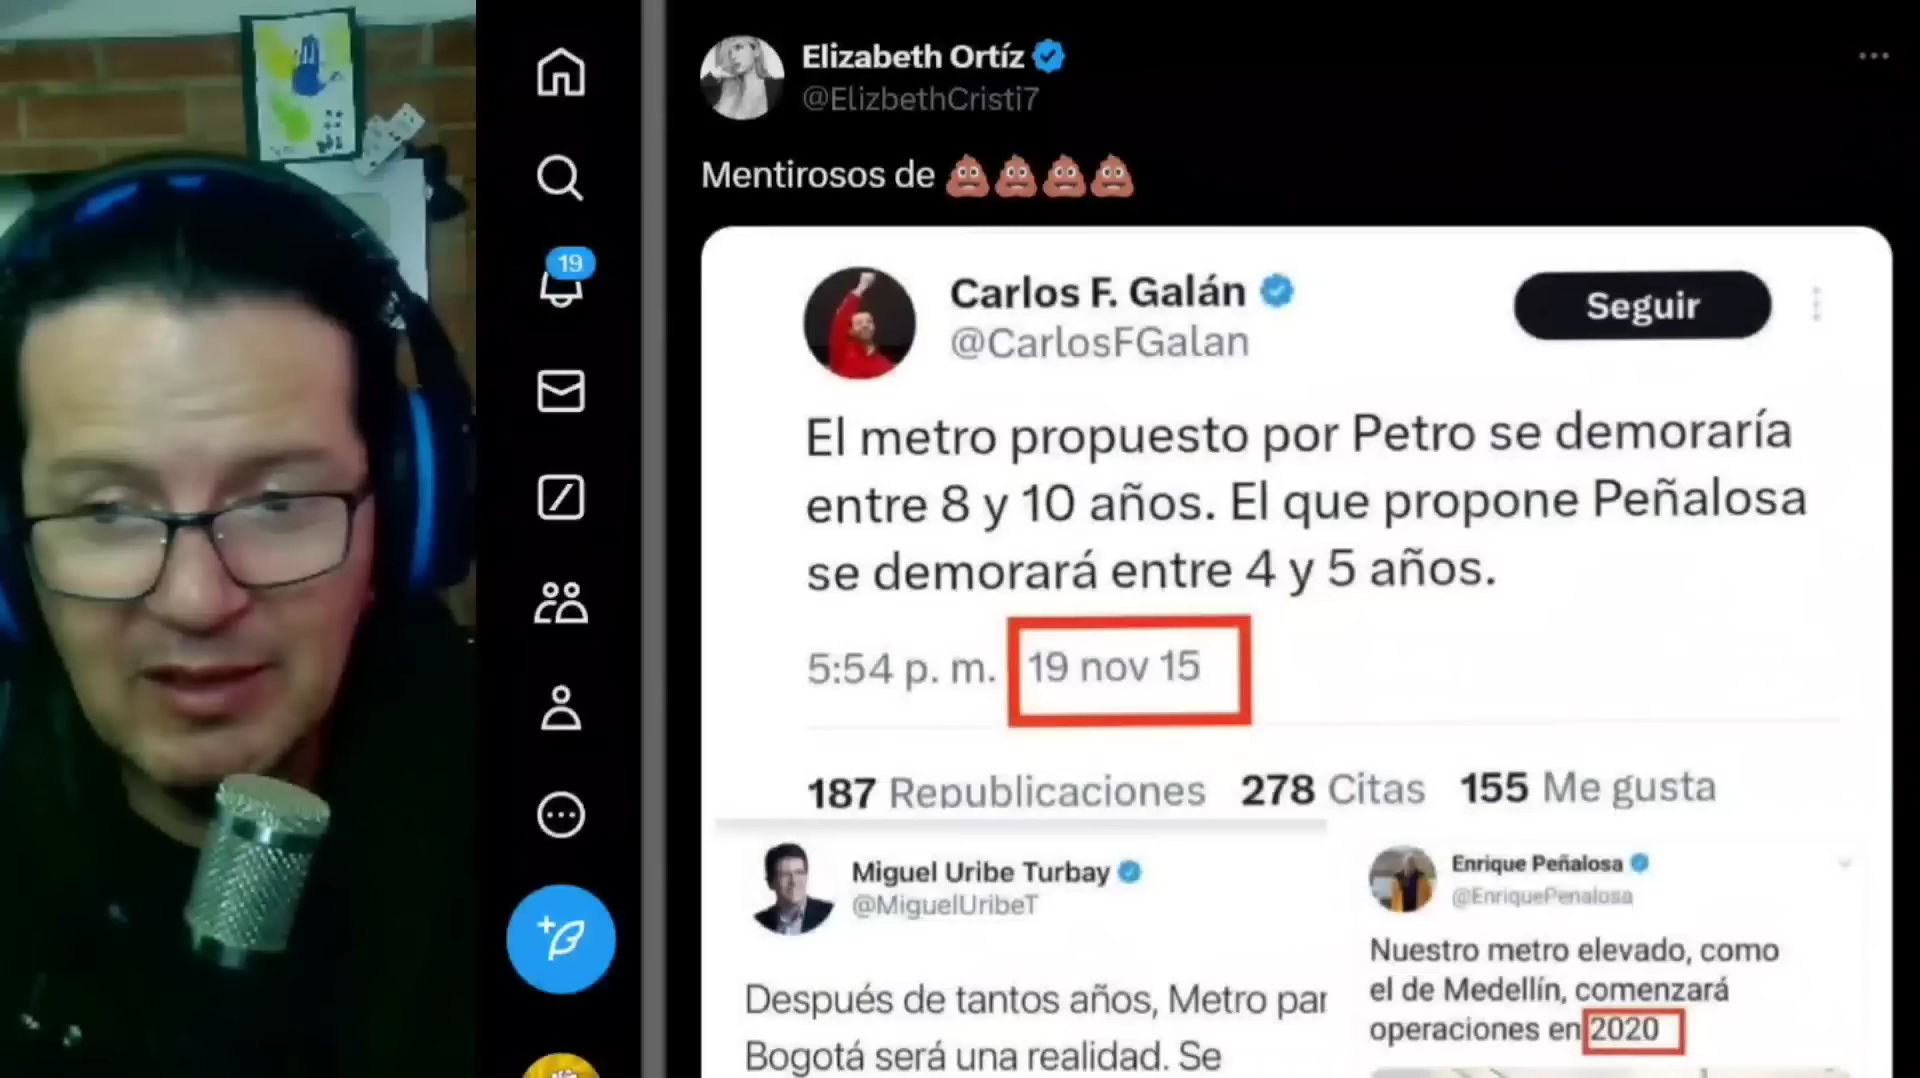 19
Elizabeth Ortíz
@ElizbethCristi7
Mentirosos de
Carlos F. Galán
@CarlosFGalan
Seguir
El metro propuesto por Petro se demoraría
entre 8 y 10 años. El que propone Peñalosa
se demorará entre 4 y 5 años.
5:54 p. m. 19 nov 15
187 Republicaciones 278 Citas 155 Me gusta
Miguel Uribe Turbay
@MiguelUribeT
Después de tantos años, Metro par
Bogotá será una realidad. Se
Enrique Peñalosa
@EnriquePenalosa
Nuestro metro elevado, como
el de Medellín, comenzará
operaciones en 2020